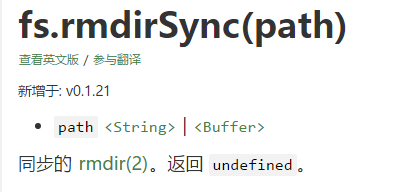 fs.rmdirSync(path)
查看英文版 / 参与翻译
新增于: v0.1.21
• path <String> | <Buffer>
同步的 rmdir(2)。返回 undefined。